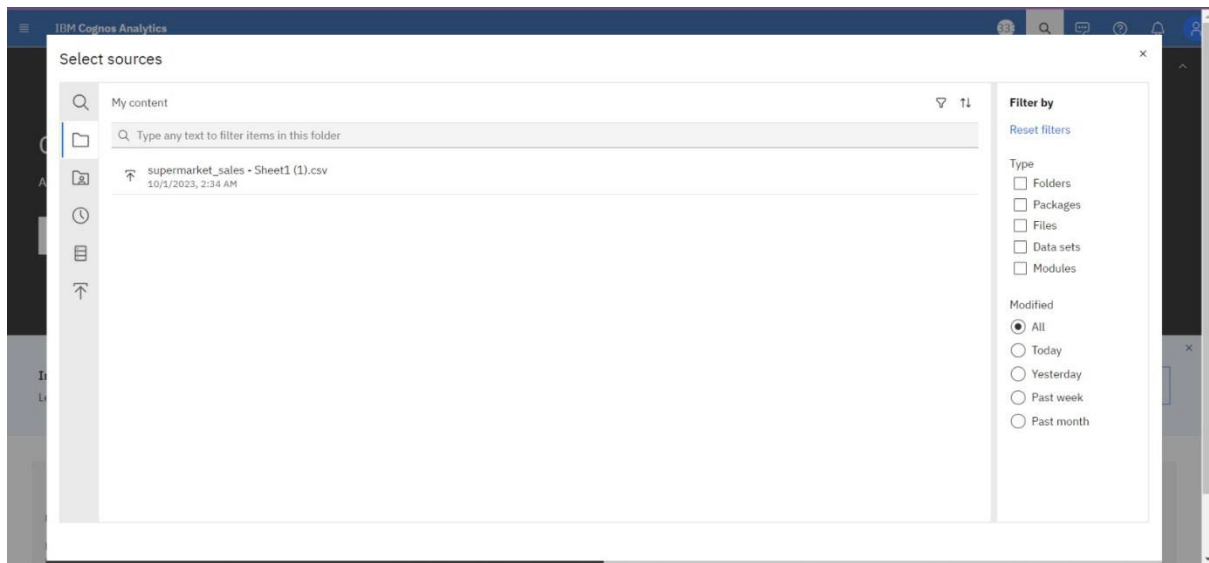 IBM Cognos Analytics
Select sources
My content
Type any text to filter items in this folder
supermarket_sales - Sheet1 (1).csv
10/1/2023, 2:34 AM
Filter by
Reset filters
Type
Folders
Packages
Files
Data sets
Modules
Modified
All
Today
Yesterday
Past week
Past month